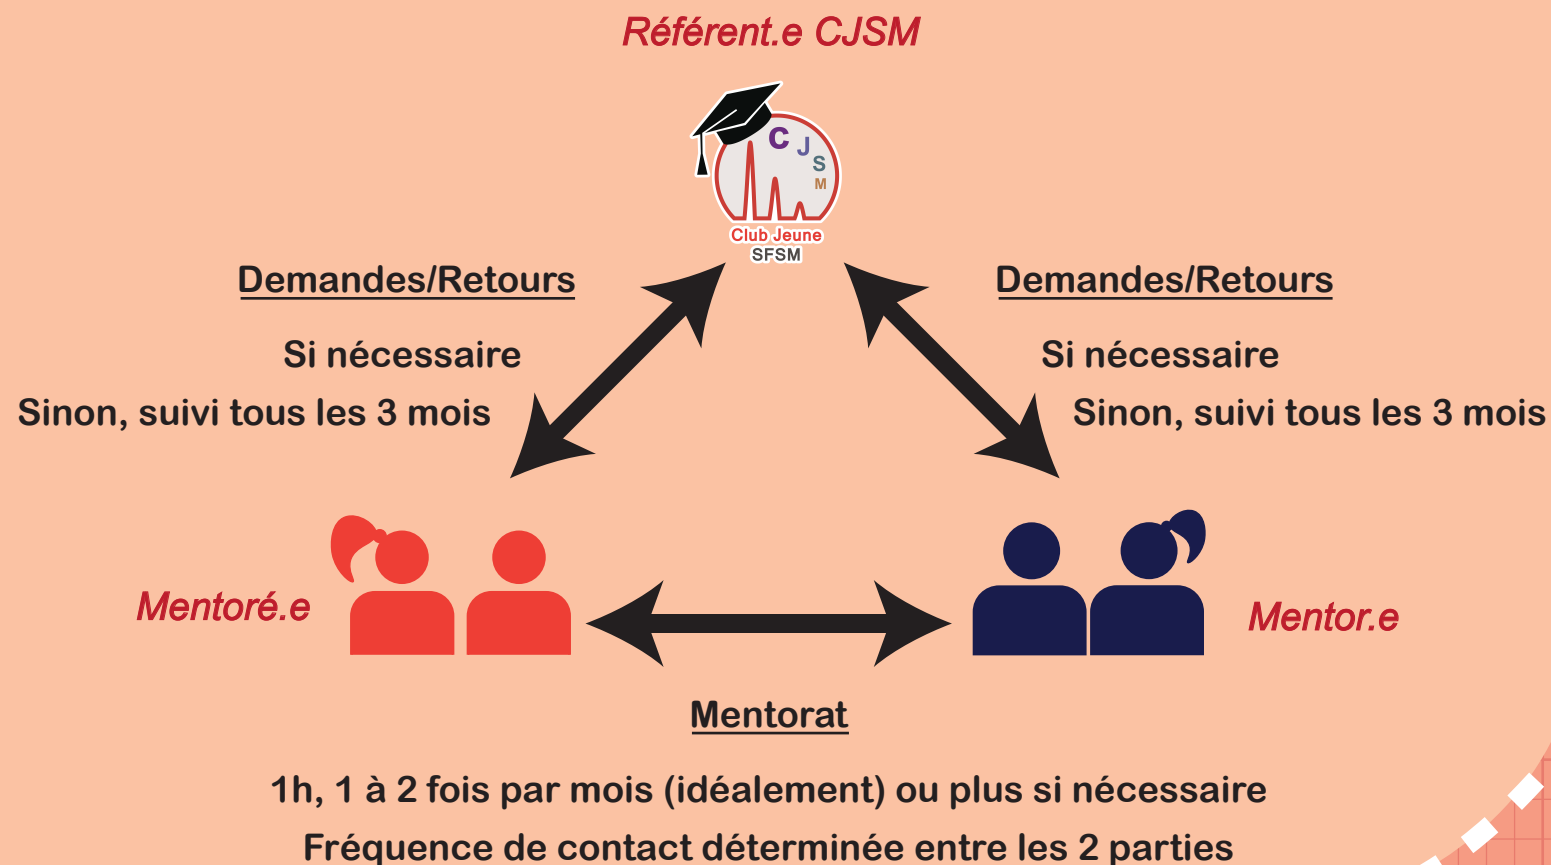 Référent.e CJSM
C J S M
Club Jeune
SFSM
Demandes/Retours
Si nécessaire
Sinon, suivi tous les 3 mois
Demandes/Retours
Si nécessaire
Sinon, suivi tous les 3 mois
Mentoré.e
Mentor.e
Mentorat
1h, 1 à 2 fois par mois (idéalement) ou plus si nécessaire
Fréquence de contact déterminée entre les 2 parties